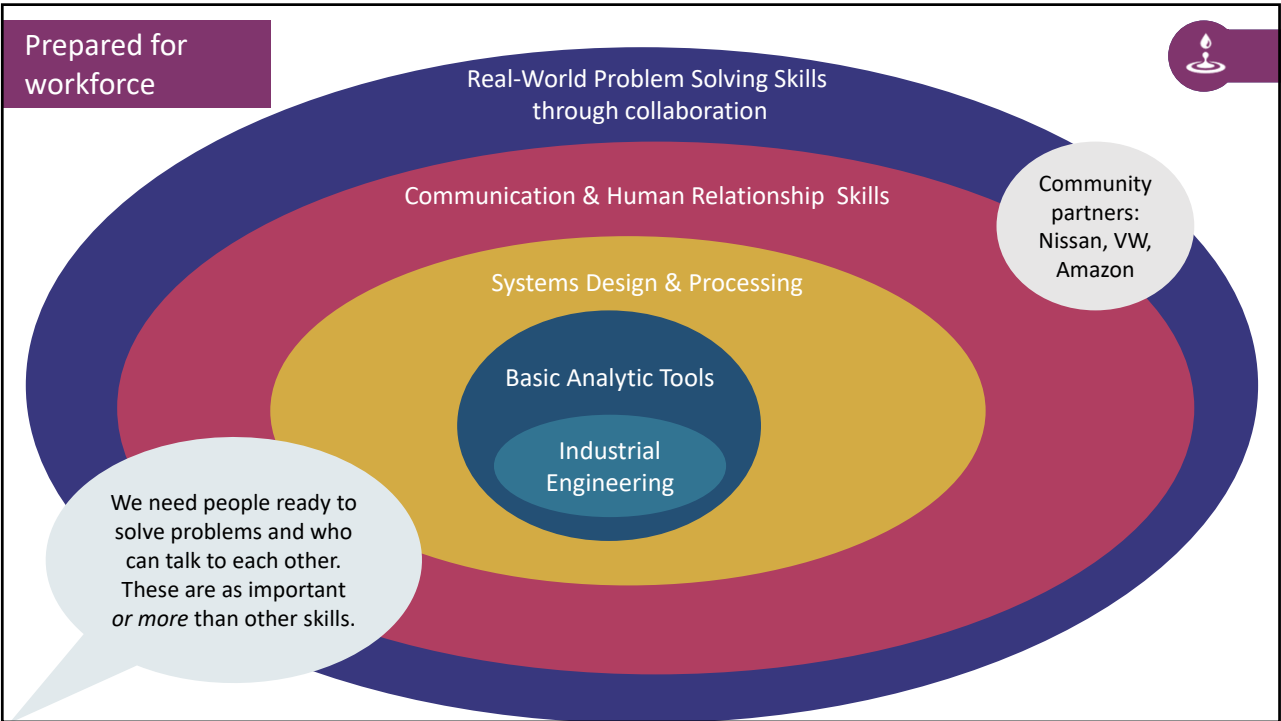 Prepared for
workforce
Real-World Problem Solving Skills
through collaboration
Communication & Human Relationship  Skills
Community
partners:
Nissan, VW,
Amazon
Systems Design & Processing
Basic Analytic Tools
Industrial
Engineering
We need people ready to
solve problems and who
can talk to each other.
These are as important
or more than other skills.